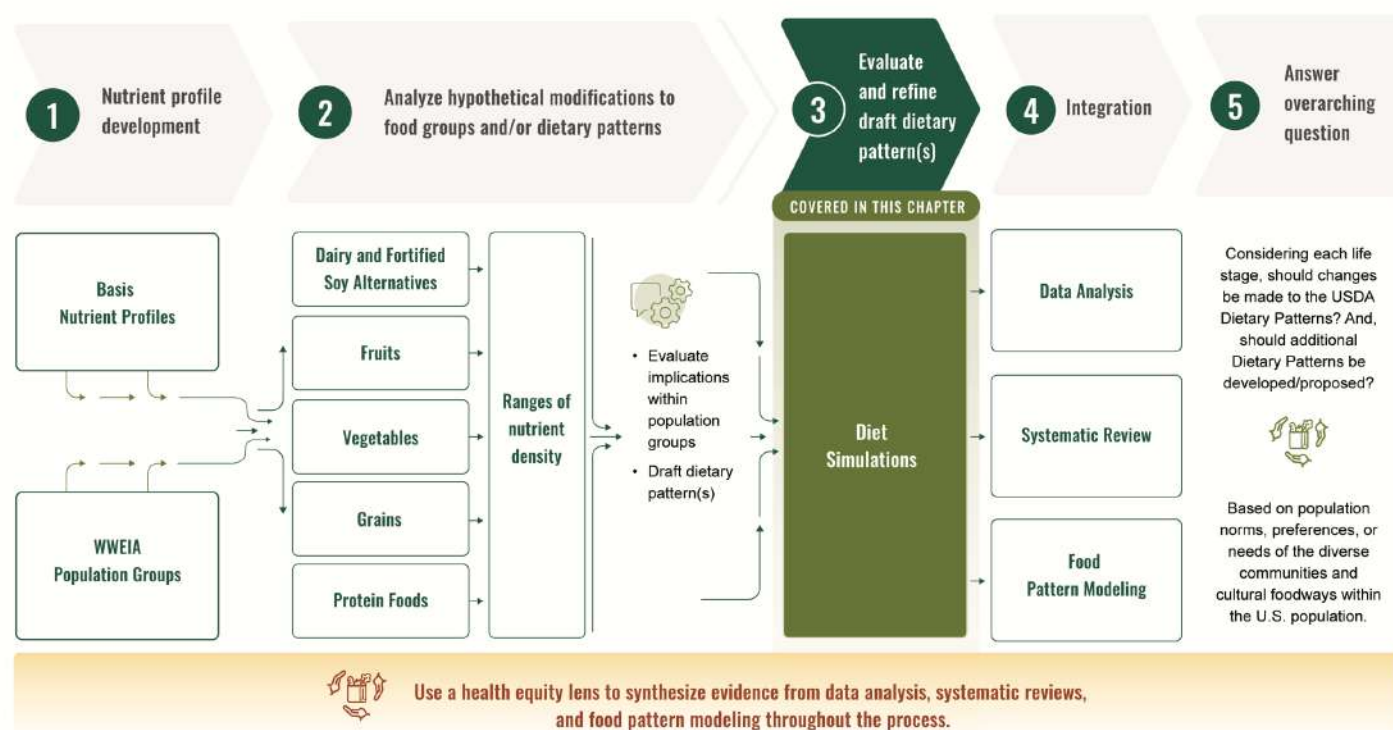 1
Nutrient profile
development
2
Analyze hypothetical modifications to
food groups and/or dietary patterns
3
Evaluate
and refine
draft dietary
pattern(s)
4
Integration
5
Answer
overarching
question
COVERED IN THIS CHAPTER
Basis
Nutrient Profiles
WWEIA
Population Groups
Dairy and Fortified
Soy Alternatives
Fruits
Vegetables
Grains
Protein Foods
Ranges of
nutrient
density
• Evaluate
implications
within
population
groups
• Draft dietary
pattern(s)
Diet
Simulations
Data Analysis
Systematic Review
Food
Pattern Modeling
Considering each life
stage, should changes
be made to the USDA
Dietary Patterns? And,
should additional
Dietary Patterns be
developed/proposed?
Based on population
norms, preferences, or
needs of the diverse
communities and
cultural foodways within
the U.S. population.
Use a health equity lens to synthesize evidence from data analysis, systematic reviews,
and food pattern modeling throughout the process.